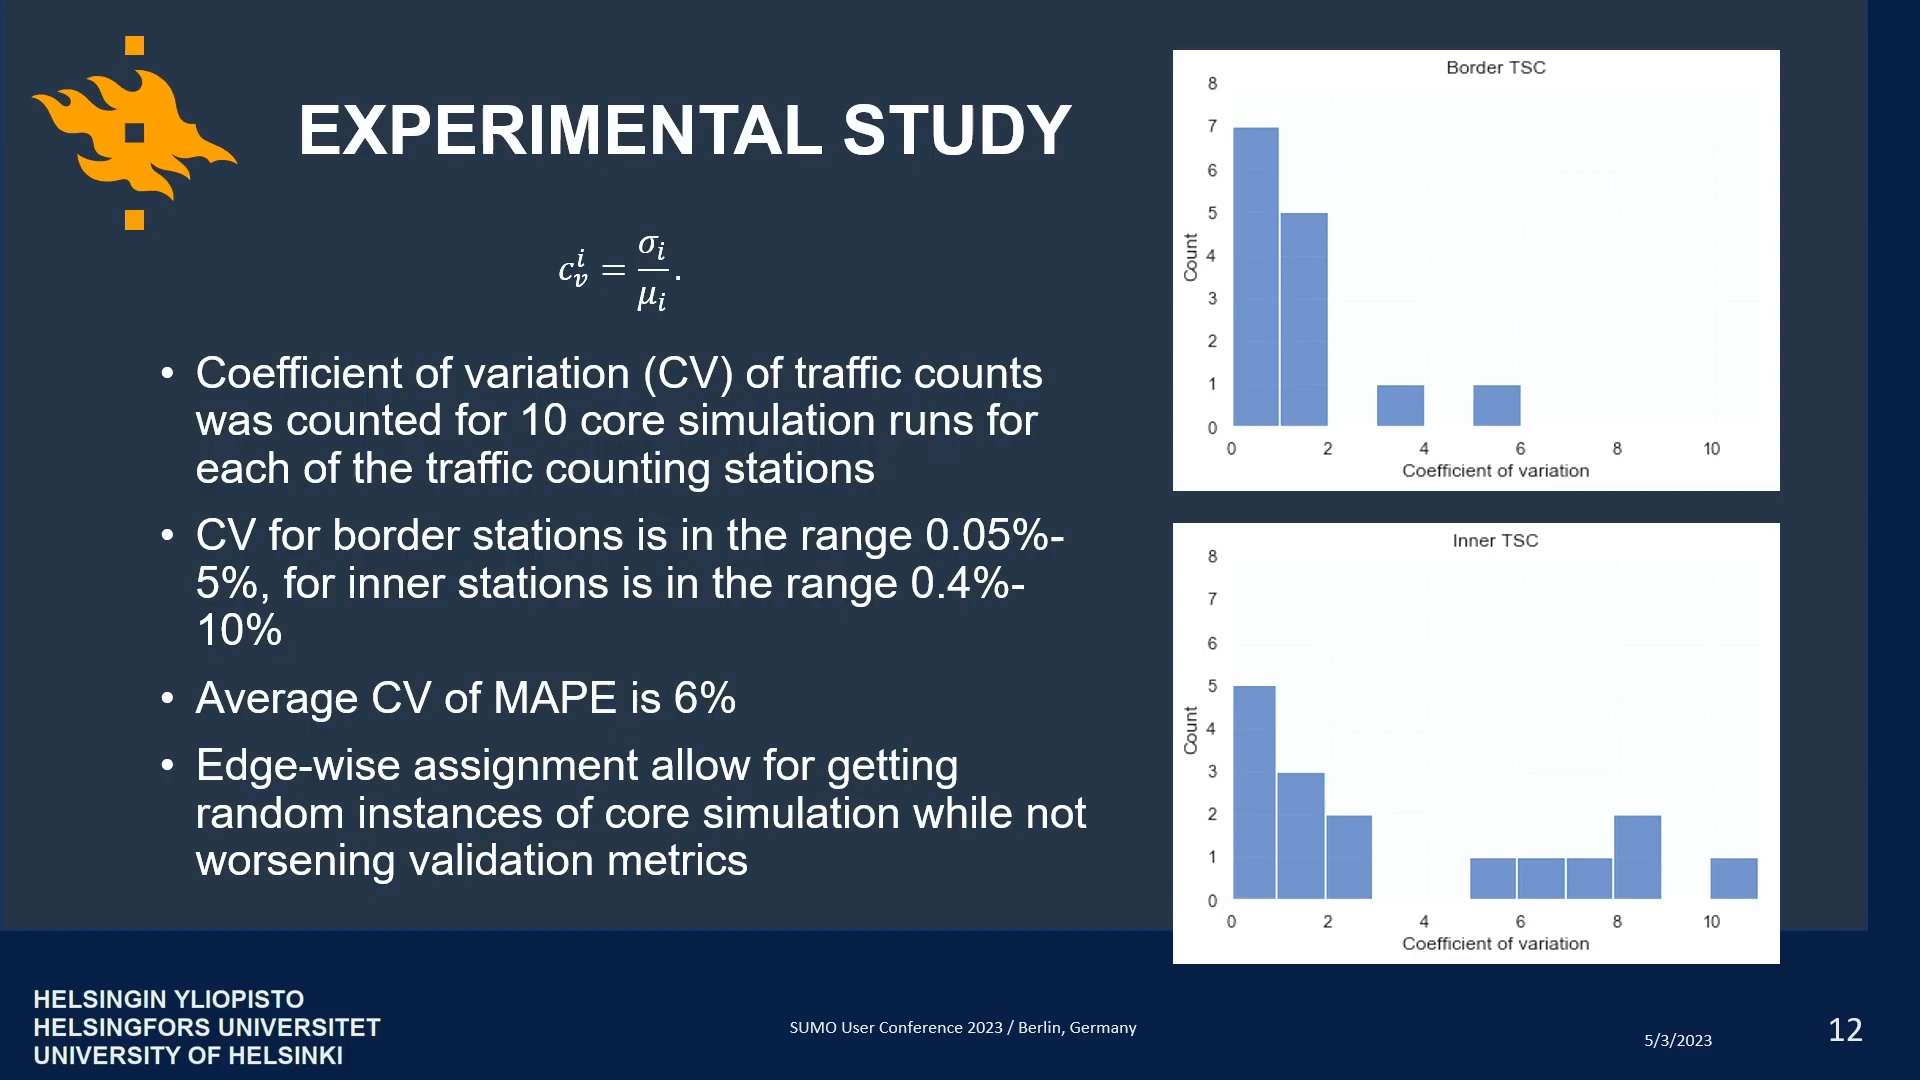 EXPERIMENTAL STUDY
c_v^i = σ_i / μ_i .
• Coefficient of variation (CV) of traffic counts
was counted for 10 core simulation runs for
each of the traffic counting stations
• CV for border stations is in the range 0.05%-
5%, for inner stations is in the range 0.4%-
10%
• Average CV of MAPE is 6%
• Edge-wise assignment allow for getting
random instances of core simulation while not
worsening validation metrics
Border TSC
8
7
6
5
4
3
2
1
0
Count
0 2 4 6 8 10
Coefficient of variation
Inner TSC
8
7
6
5
4
3
2
1
0
Count
0 2 4 6 8 10
Coefficient of variation
HELSINGIN YLIOPISTO
HELSINGFORS UNIVERSITET
UNIVERSITY OF HELSINKI
SUMO User Conference 2023 / Berlin, Germany
5/3/2023
12